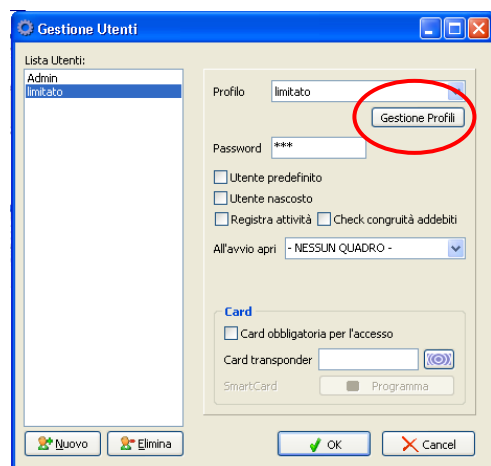 Gestione Utenti
Lista Utenti:
Admin
limitato
Profilo limitato
Gestione Profili
Password ***
Utente predefinito
Utente nascosto
Registra attività Check congruità addebiti
All'avvio apri - NESSUN QUADRO -
Card
Card obbligatoria per l'accesso
Card transponder
SmartCard Programma
Nuovo Elimina OK Cancel